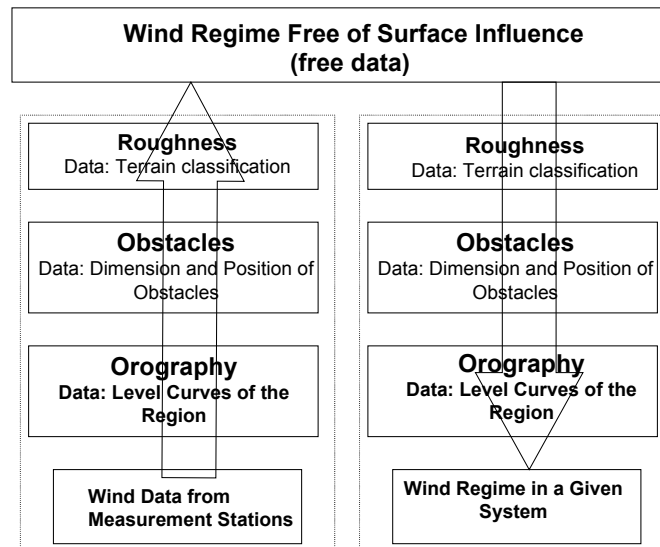 Wind Regime Free of Surface Influence
(free data)
Roughness
Data: Terrain classification
Obstacles
Data: Dimension and Position of
Obstacles
Orography
Data: Level Curves of the
Region
Wind Data from
Measurement Stations
Roughness
Data: Terrain classification
Obstacles
Data: Dimension and Position of
Obstacles
Orography
Data: Level Curves of the
Region
Wind Regime in a Given
System